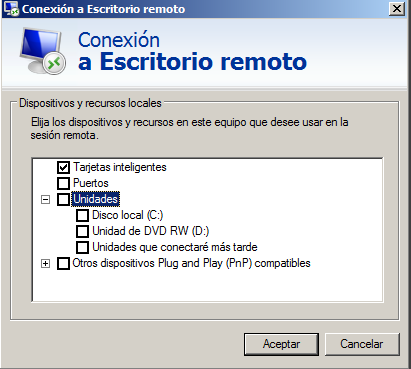 Conexión a Escritorio remoto
Conexión
a Escritorio remoto
Dispositivos y recursos locales
Elija los dispositivos y recursos en este equipo que desee usar en la
sesión remota.
Tarjetas inteligentes
Puertos
Unidades
Disco local (C:)
Unidad de DVD RW (D:)
Unidades que conectaré más tarde
Otros dispositivos Plug and Play (PnP) compatibles
Aceptar
Cancelar